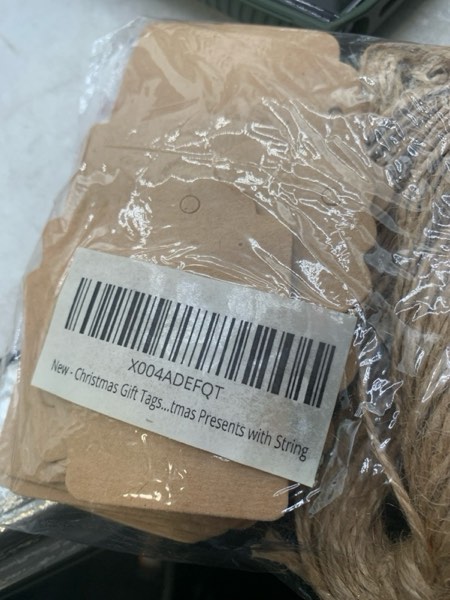 X004ADEFQT
New - Christmas Gift Tags...tmas Presents with String